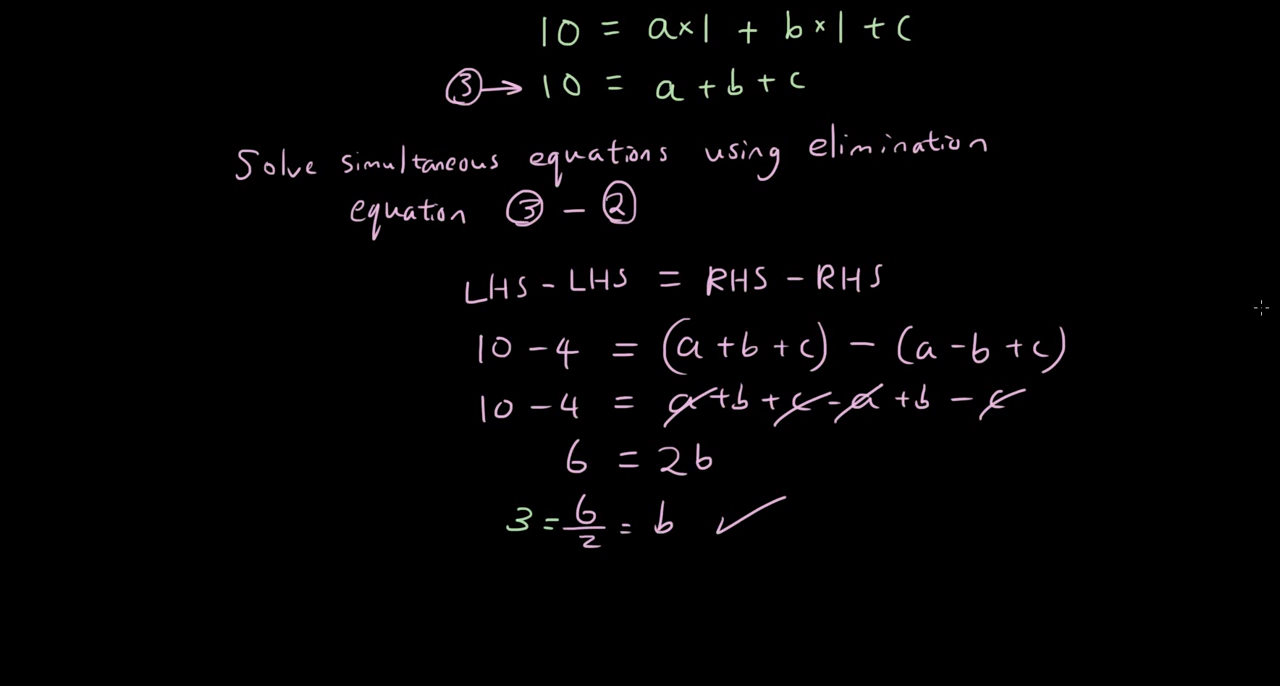 10 = a×1 + b×1 + c
③→ 10 = a + b + c
Solve simultaneous equations using elimination
equation ③ - ②
LHS - LHS = RHS - RHS
10 - 4 = (a + b + c) - (a - b + c)
10 - 4 = a + b + c - a + b - c
6 = 2b
3 = 6/2 = b ✓